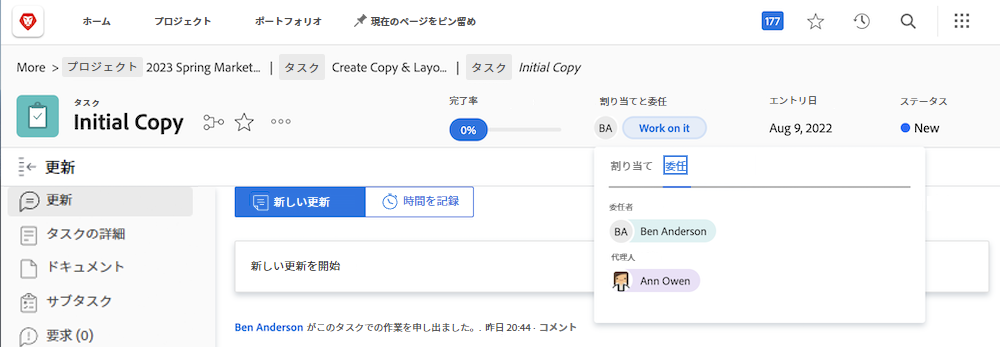 ホーム プロジェクト ポートフォリオ 現在のページをピン留め 177
More > プロジェクト 2023 Spring Market... | タスク Create Copy & Layo... | タスク Initial Copy
タスク
Initial Copy
完了率
0%
割り当てと委任
BA Work on it
エントリ日
Aug 9, 2022
ステータス
New
更新
更新
タスクの詳細
ドキュメント
サブタスク
要求 (0)
新しい更新 時間を記録
新しい更新を開始
Ben Anderson がこのタスクでの作業を申し出ました。. 昨日 20:44 · コメント
割り当て 委任
委任者
BA Ben Anderson
代理人
Ann Owen